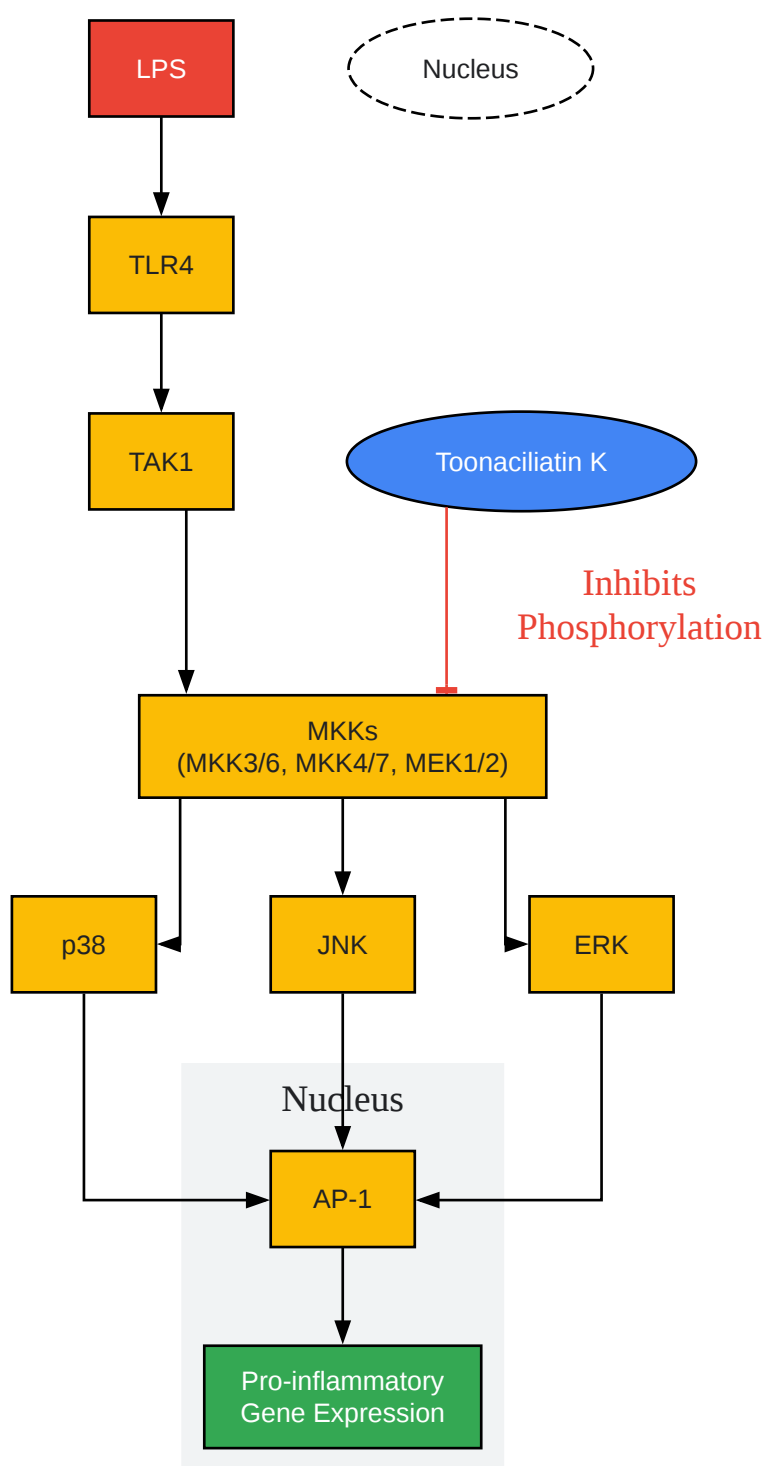 LPS
Nucleus
TLR4
TAK1
Toonaciliatin K
Inhibits
Phosphorylation
MKKs
(MKK3/6, MKK4/7, MEK1/2)
p38
JNK
ERK
Nucleus
AP-1
Pro-inflammatory
Gene Expression